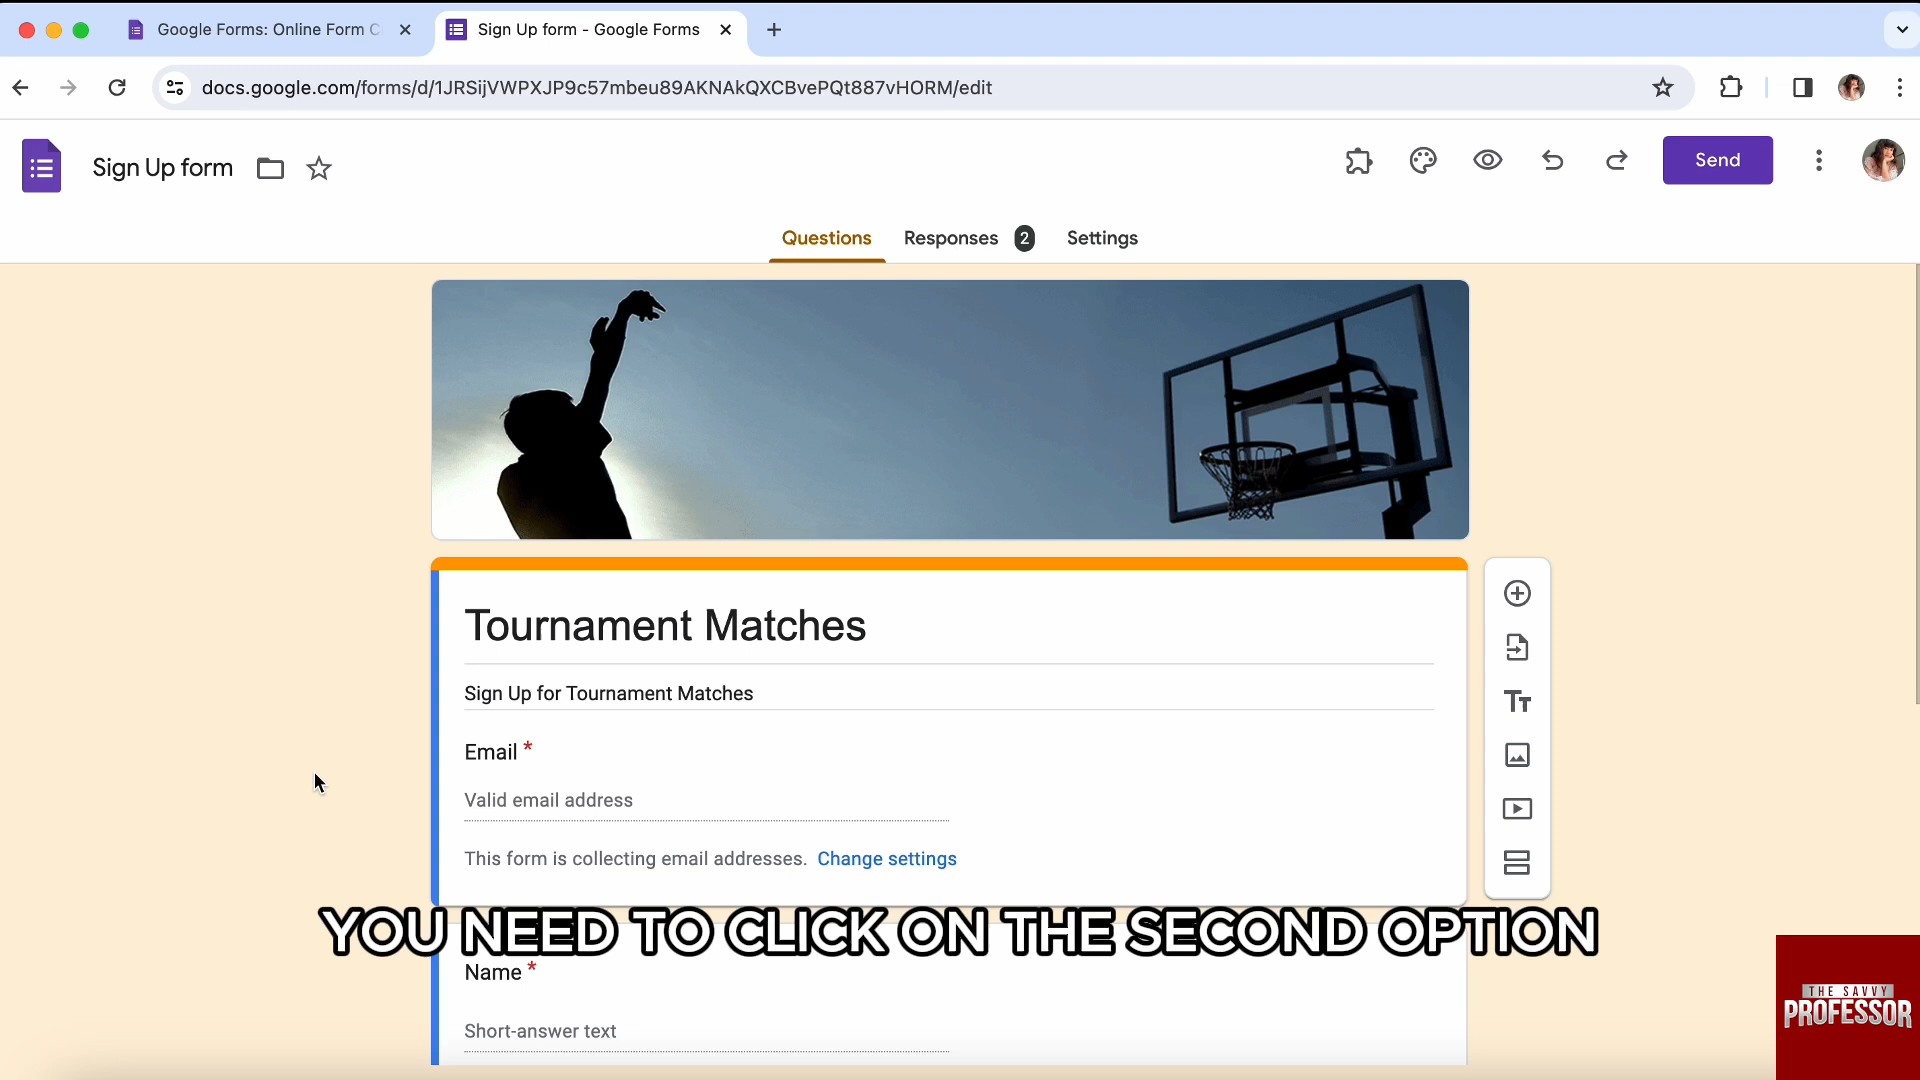 Google Forms: Online Form C
Sign Up form - Google Forms
docs.google.com/forms/d/1JRSijVWPXJP9c57mbeu89AKNAkQXCBvePQt887vHORM/edit
Sign Up form
Send
Questions
Responses 2
Settings
Tournament Matches
Sign Up for Tournament Matches
Email *
Valid email address
This form is collecting email addresses. Change settings
YOU NEED TO CLICK ON THE SECOND OPTION
Name *
Short-answer text
THE SAVVY
PROFESSOR